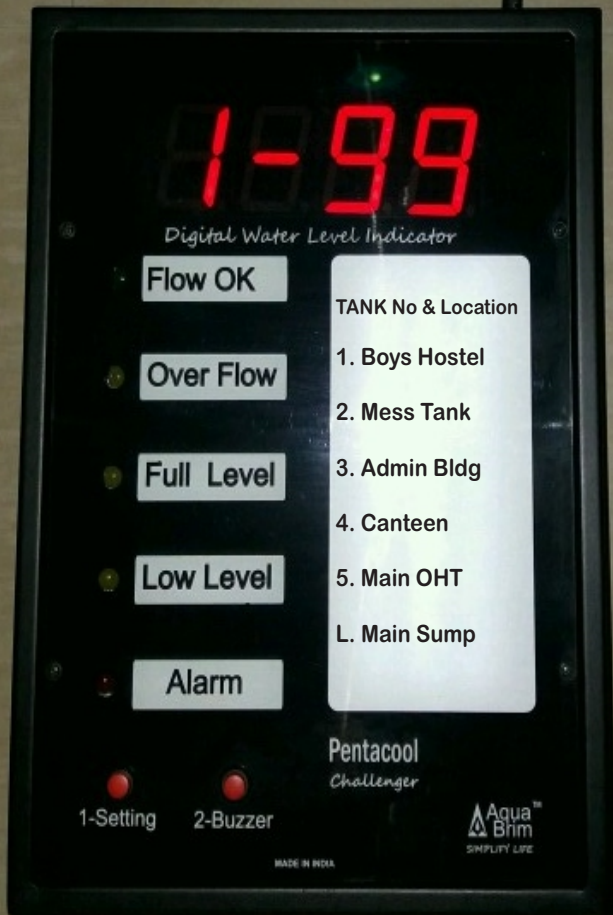 1-99
Digital Water Level Indicator
Flow OK
Over Flow
Full Level
Low Level
Alarm
TANK No & Location
1. Boys Hostel
2. Mess Tank
3. Admin Bldg
4. Canteen
5. Main OHT
L. Main Sump
Pentacool
Challenger
1-Setting
2-Buzzer
Aqua™
Brim
SIMPLIFY LIFE
MADE IN INDIA